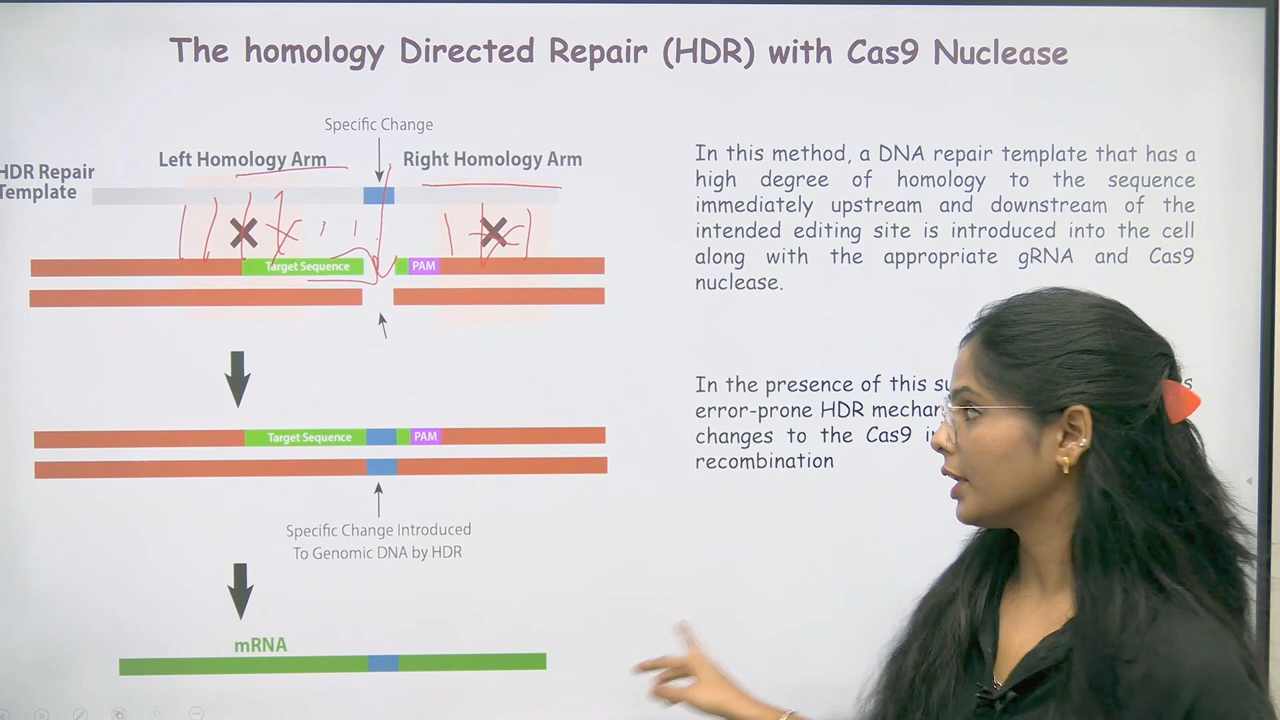 The homology Directed Repair (HDR) with Cas9 Nuclease
Specific Change
Left Homology Arm
Right Homology Arm
HDR Repair
Template
Target Sequence
PAM
Target Sequence
PAM
Specific Change Introduced
To Genomic DNA by HDR
mRNA
In this method, a DNA repair template that has a
high degree of homology to the sequence
immediately upstream and downstream of the
intended editing site is introduced into the cell
along with the appropriate gRNA and Cas9
nuclease.
In the presence of this
error-prone HDR
changes to the Cas9
recombination